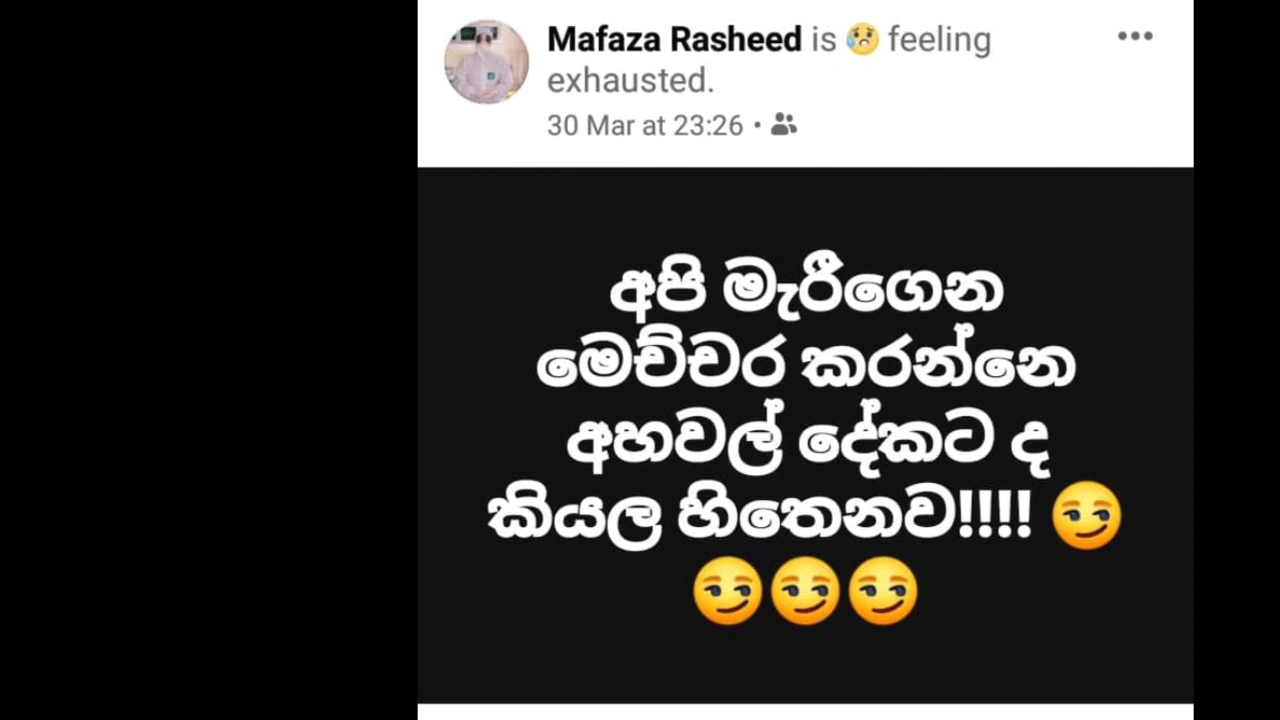 Mafaza Rasheed is 😢 feeling
exhausted.
30 Mar at 23:26 •
අපි මැරීගෙන
මෙච්චර කරන්නෙ
අහවල් දේකට ද
කියල හිතෙනව!!!! 😏
😏😏😏